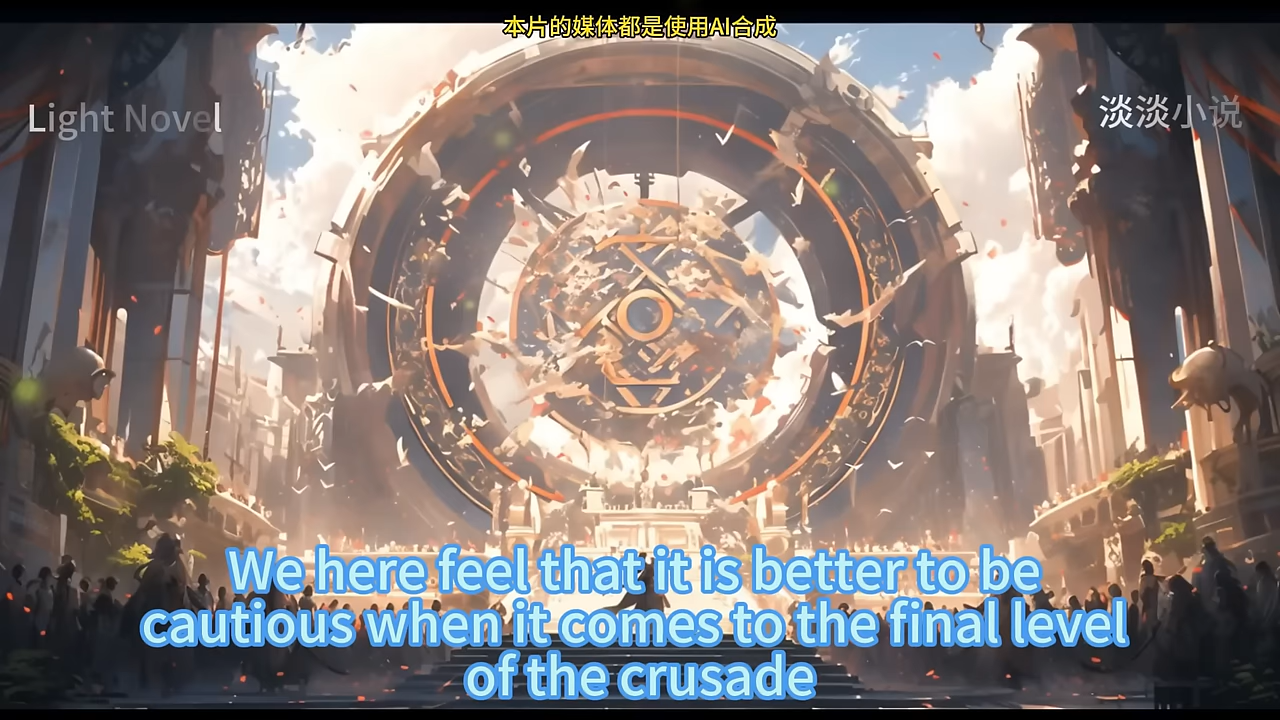 本片的媒体都是使用AI合成
Light Novel
淡淡小说
We here feel that it is better to be
cautious when it comes to the final level
of the crusade